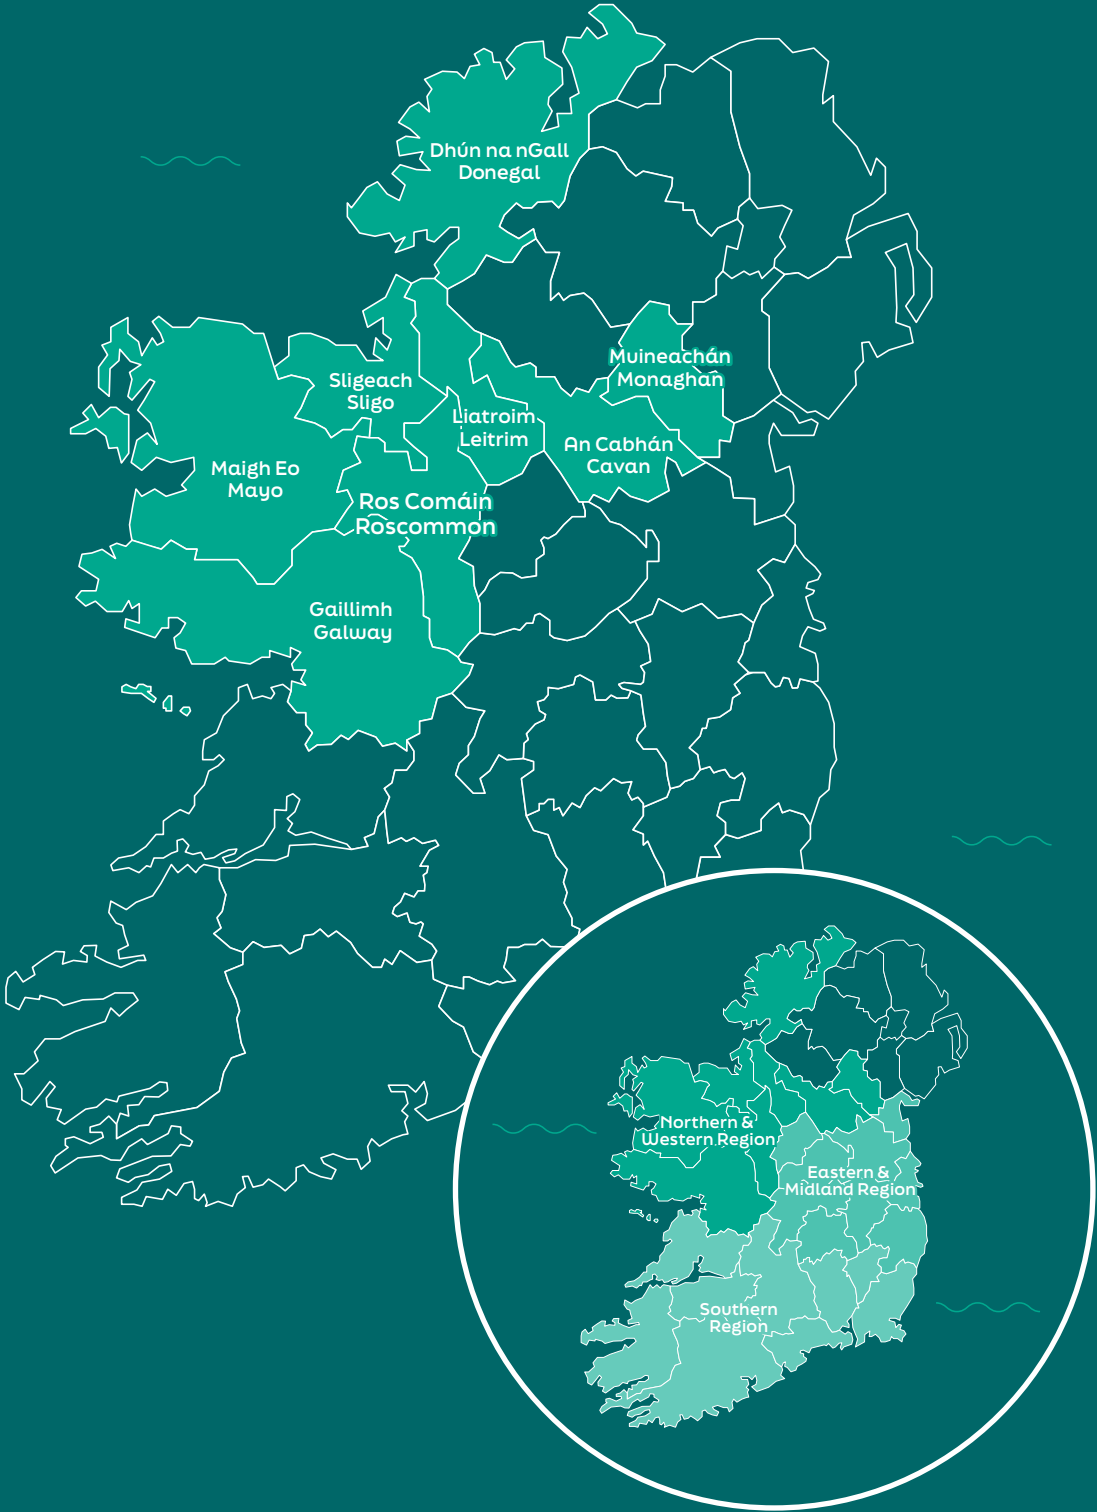 Dhún na nGall
Donegal
Muineachán
Monaghan
Sligeach
Sligo
Liatroim
Leitrim
An Cabhán
Cavan
Maigh Eo
Mayo
Ros Comáin
Roscommon
Gaillimh
Galway
Northern &
Western Region
Eastern &
Midland Region
Southern
Region